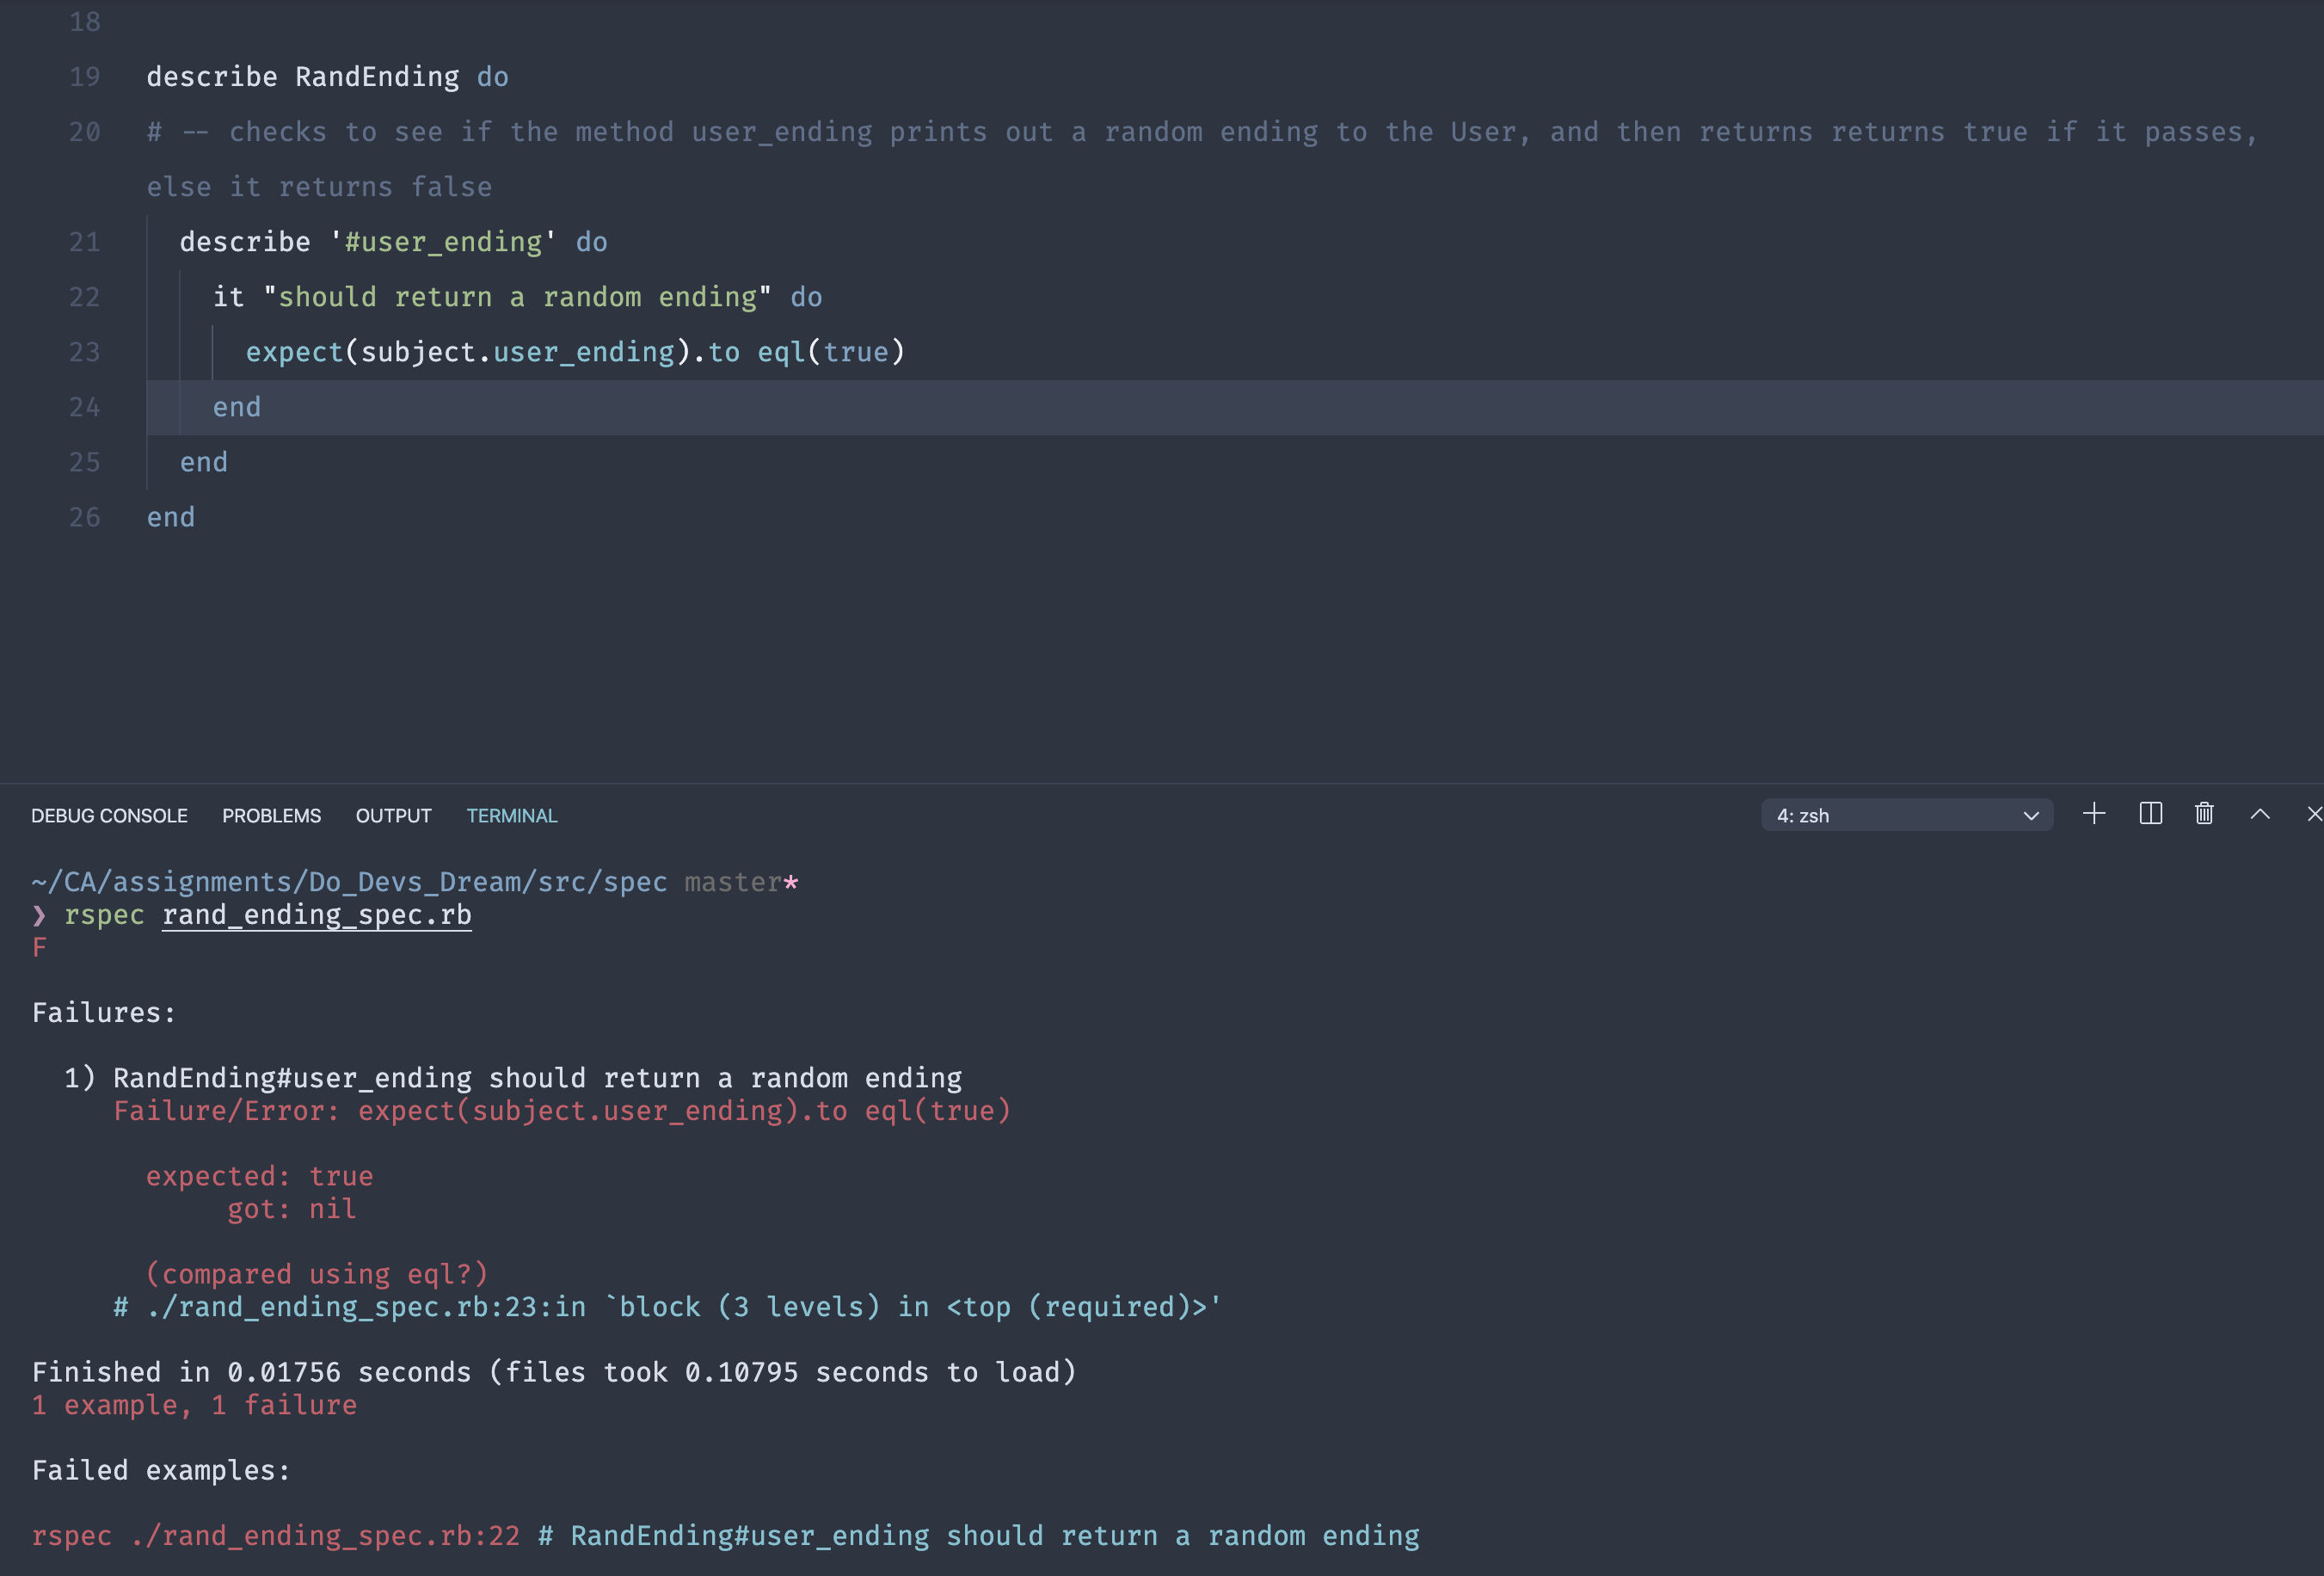 18
19 describe RandEnding do
20 # -- checks to see if the method user_ending prints out a random ending to the User, and then returns returns true if it passes,
else it returns false
21 describe '#user_ending' do
22 it "should return a random ending" do
23 expect(subject.user_ending).to eql(true)
24 end
25 end
26 end
DEBUG CONSOLE PROBLEMS OUTPUT TERMINAL 4: zsh
~/CA/assignments/Do_Devs_Dream/src/spec master*
❯ rspec rand_ending_spec.rb
F
Failures:
1) RandEnding#user_ending should return a random ending
Failure/Error: expect(subject.user_ending).to eql(true)
expected: true
got: nil
(compared using eql?)
# ./rand_ending_spec.rb:23:in `block (3 levels) in <top (required)>'
Finished in 0.01756 seconds (files took 0.10795 seconds to load)
1 example, 1 failure
Failed examples:
rspec ./rand_ending_spec.rb:22 # RandEnding#user_ending should return a random ending